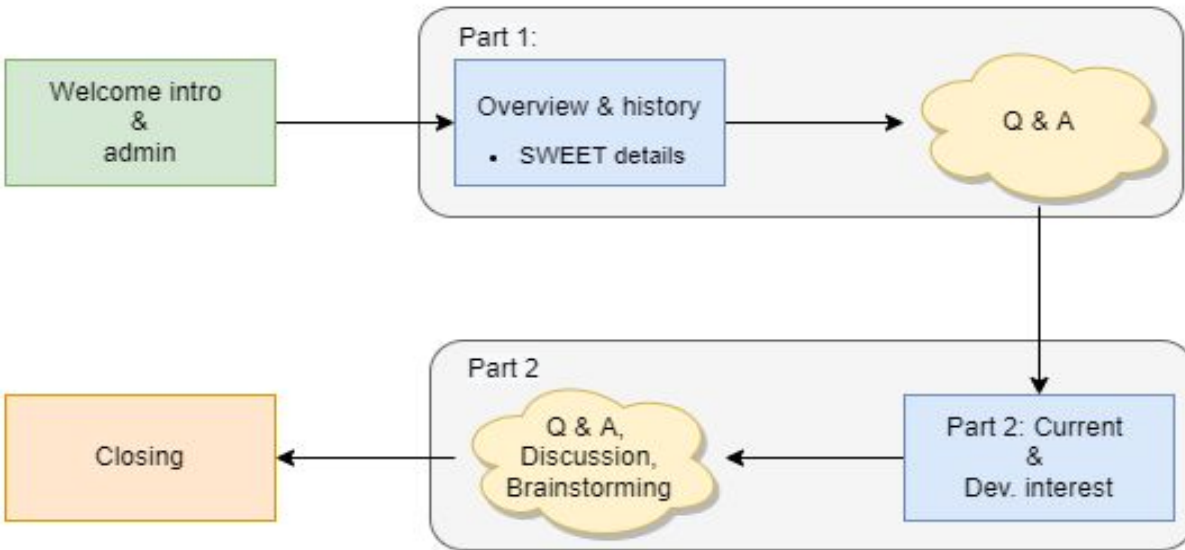 Part 1:
Welcome intro
&
admin
Overview & history
• SWEET details
Q & A
Part 2
Part 2: Current
&
Dev. interest
Q & A,
Discussion,
Brainstorming
Closing